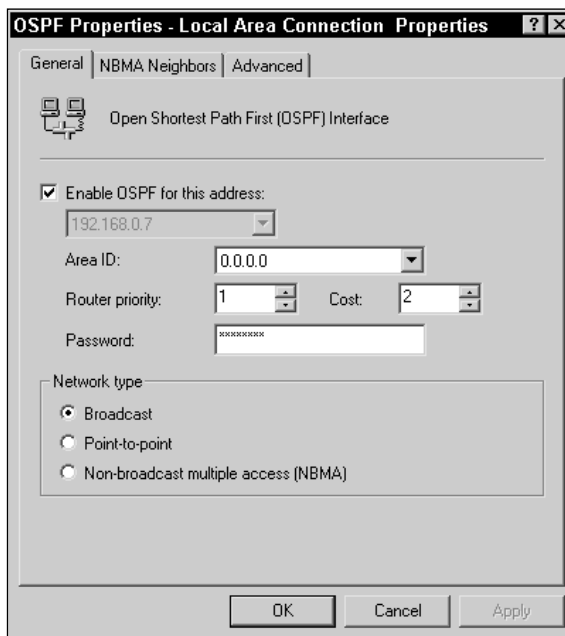 OSPF Properties - Local Area Connection Properties
General NBMA Neighbors Advanced
Open Shortest Path First (OSPF) Interface
Enable OSPF for this address:
192.168.0.7
Area ID: 0.0.0.0
Router priority: 1 Cost: 2
Password: ********
Network type
Broadcast
Point-to-point
Non-broadcast multiple access (NBMA)
OK Cancel Apply